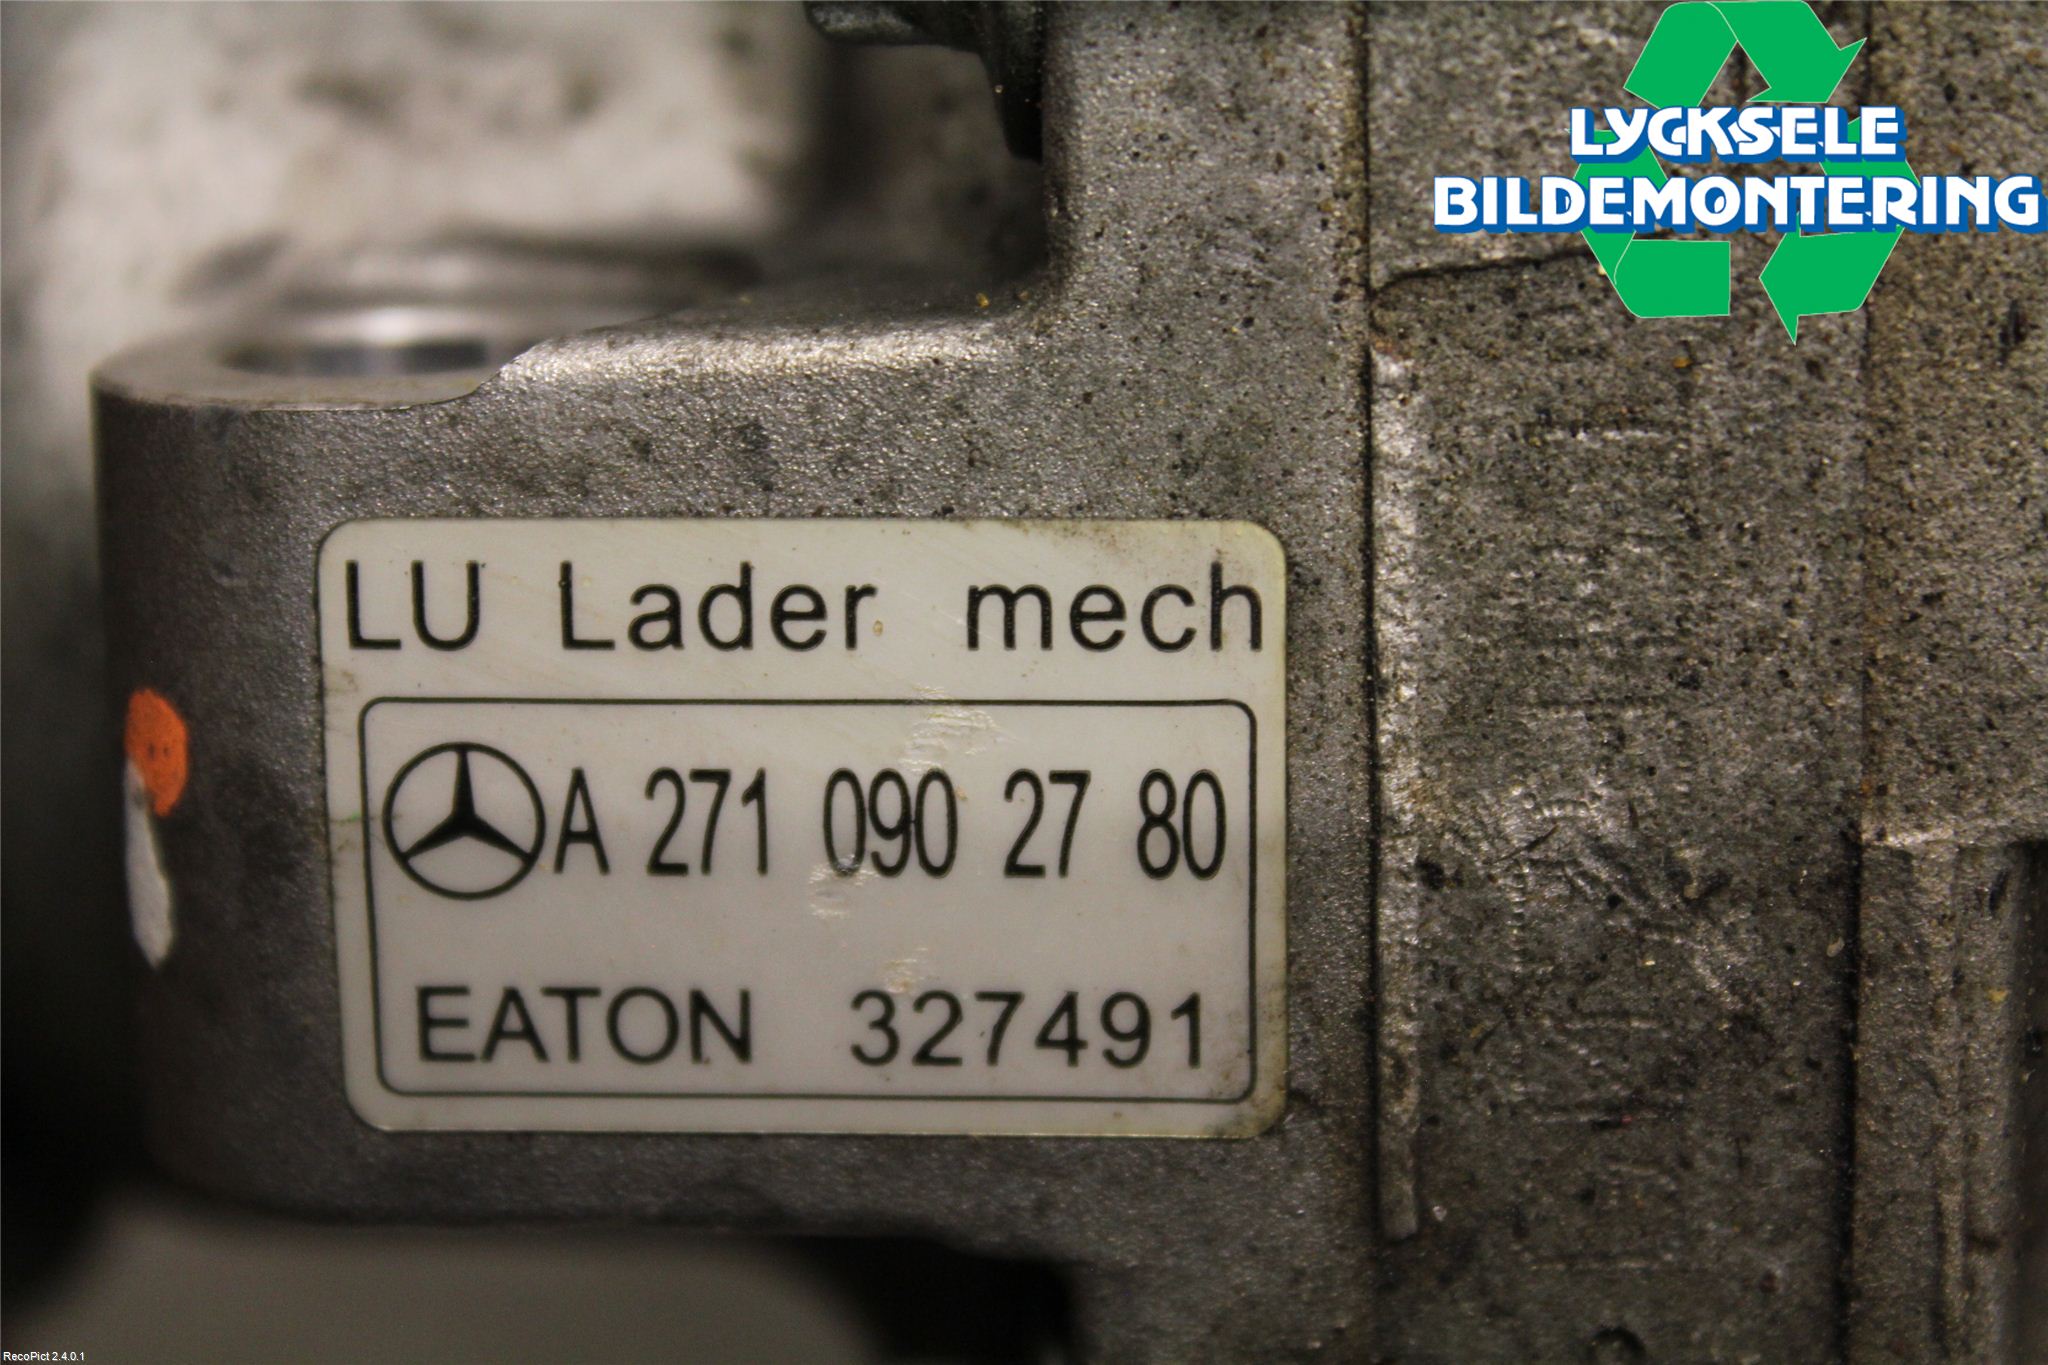 LYCKSELE
BILDEMONTERING
LU Lader mech
A 271 090 27 80
EATON 327491
RecoPict 2.4.0.1